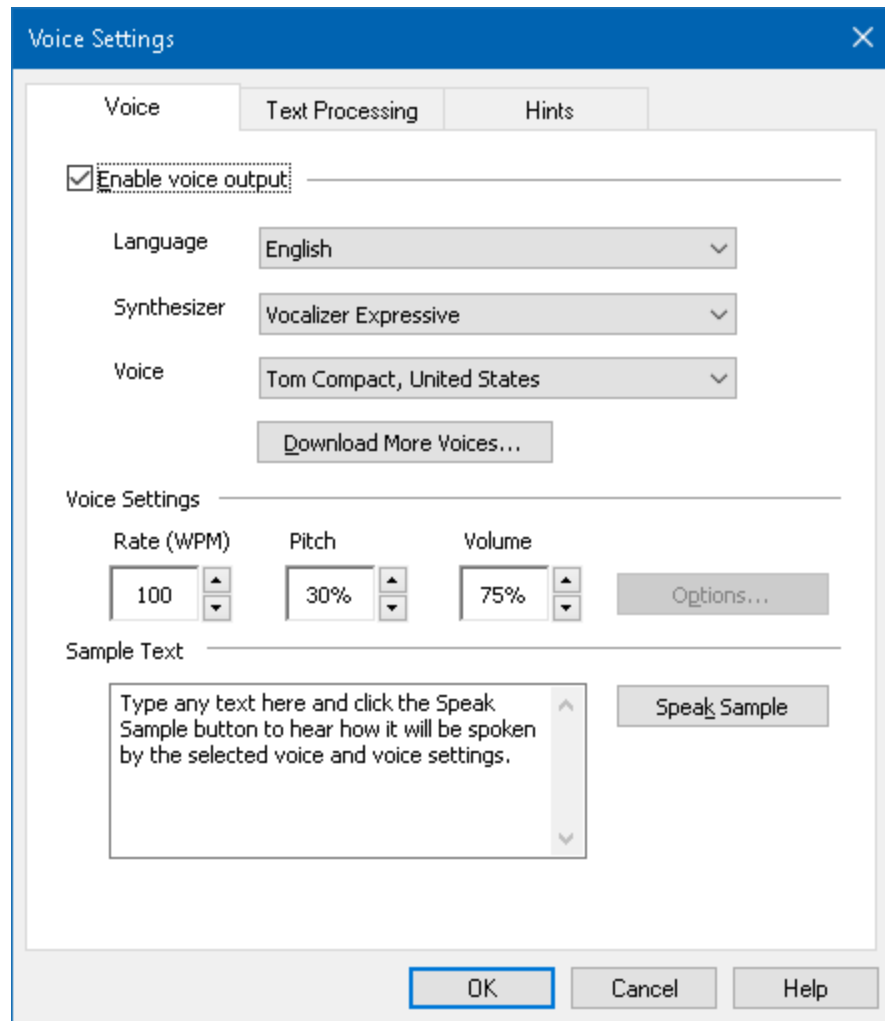 Voice Settings
Voice
Text Processing
Hints
Enable voice output
Language
English
Synthesizer
Vocalizer Expressive
Voice
Tom Compact, United States
Download More Voices...
Voice Settings
Rate (WPM)
Pitch
Volume
100
30%
75%
Options...
Sample Text
Type any text here and click the Speak
Sample button to hear how it will be spoken
by the selected voice and voice settings.
Speak Sample
OK
Cancel
Help